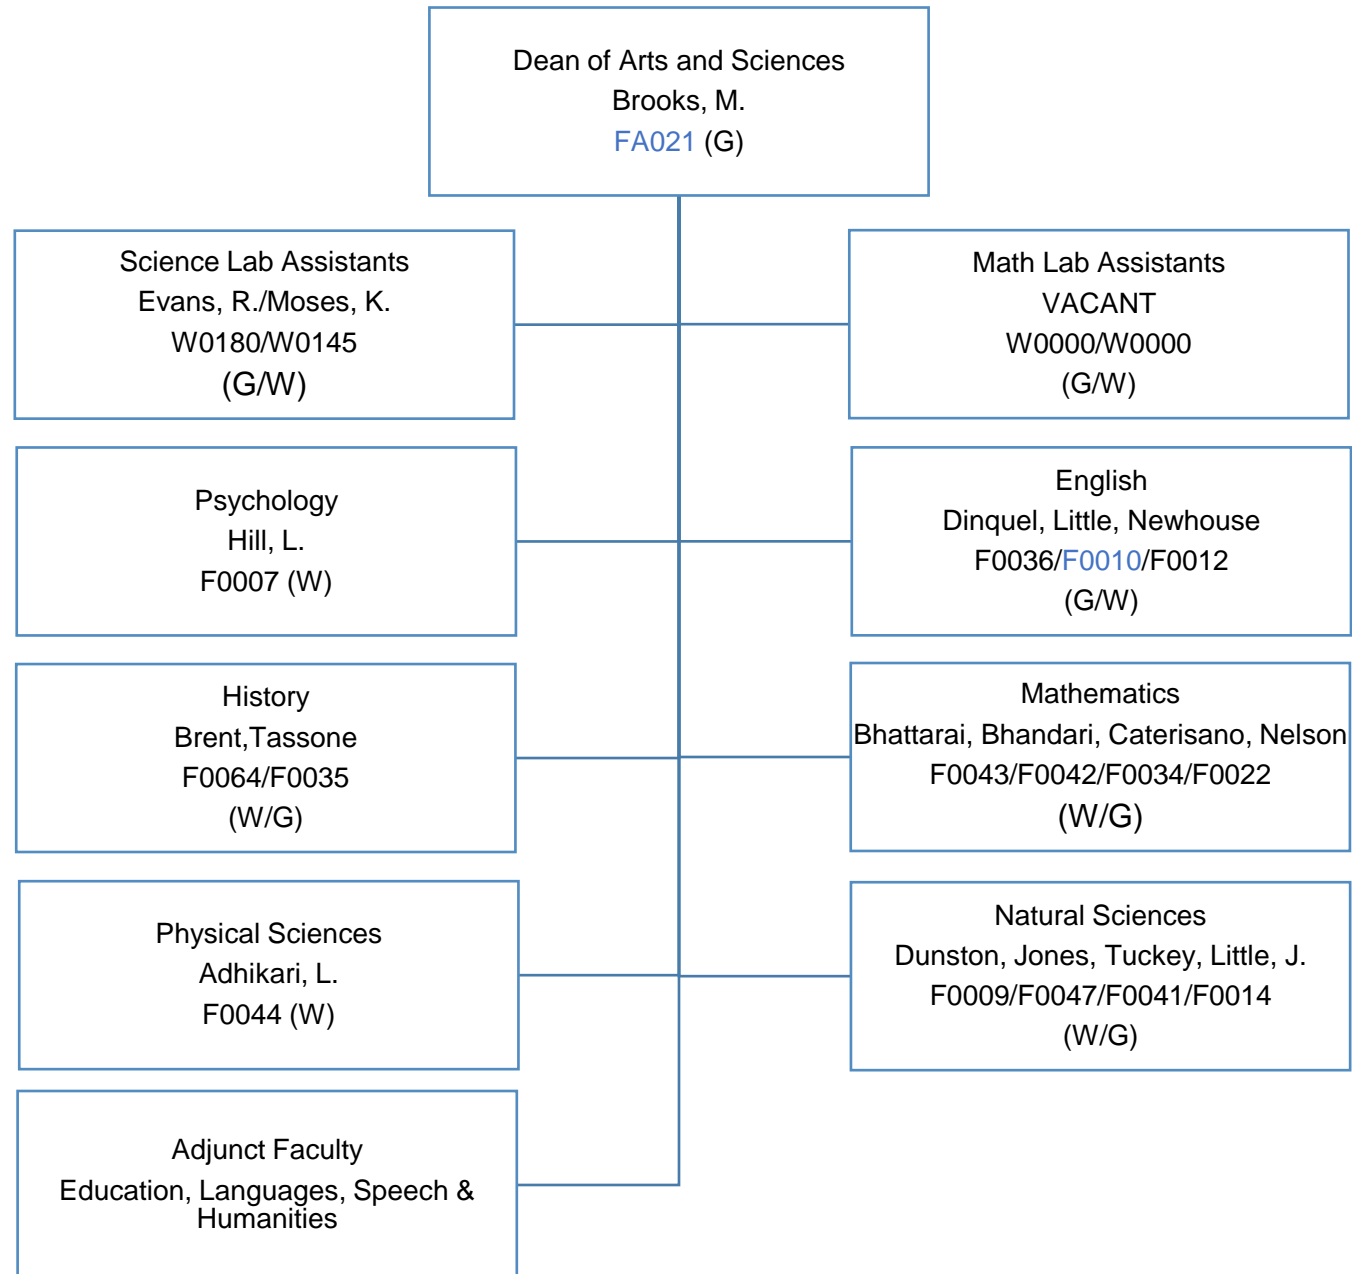 Dean of Arts and Sciences
Brooks, M.
FA021 (G)
Science Lab Assistants
Evans, R./Moses, K.
W0180/W0145
(G/W)
Math Lab Assistants
VACANT
W0000/W0000
(G/W)
Psychology
Hill, L.
F0007 (W)
English
Dinquel, Little, Newhouse
F0036/F0010/F0012
(G/W)
History
Brent,Tassone
F0064/F0035
(W/G)
Mathematics
Bhattarai, Bhandari, Caterisano, Nelson
F0043/F0042/F0034/F0022
(W/G)
Physical Sciences
Adhikari, L.
F0044 (W)
Natural Sciences
Dunston, Jones, Tuckey, Little, J.
F0009/F0047/F0041/F0014
(W/G)
Adjunct Faculty
Education, Languages, Speech &
Humanities